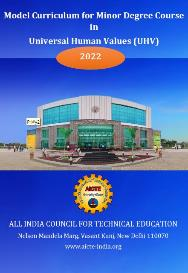 Model Curriculum for Minor Degree Course
in
Universal Human Values (UHV)
2022
AICTE
ALL INDIA COUNCIL FOR TECHNICAL EDUCATION
Nelson Mandela Marg, Vasant Kunj, New Delhi 110070
www.aicte-india.org